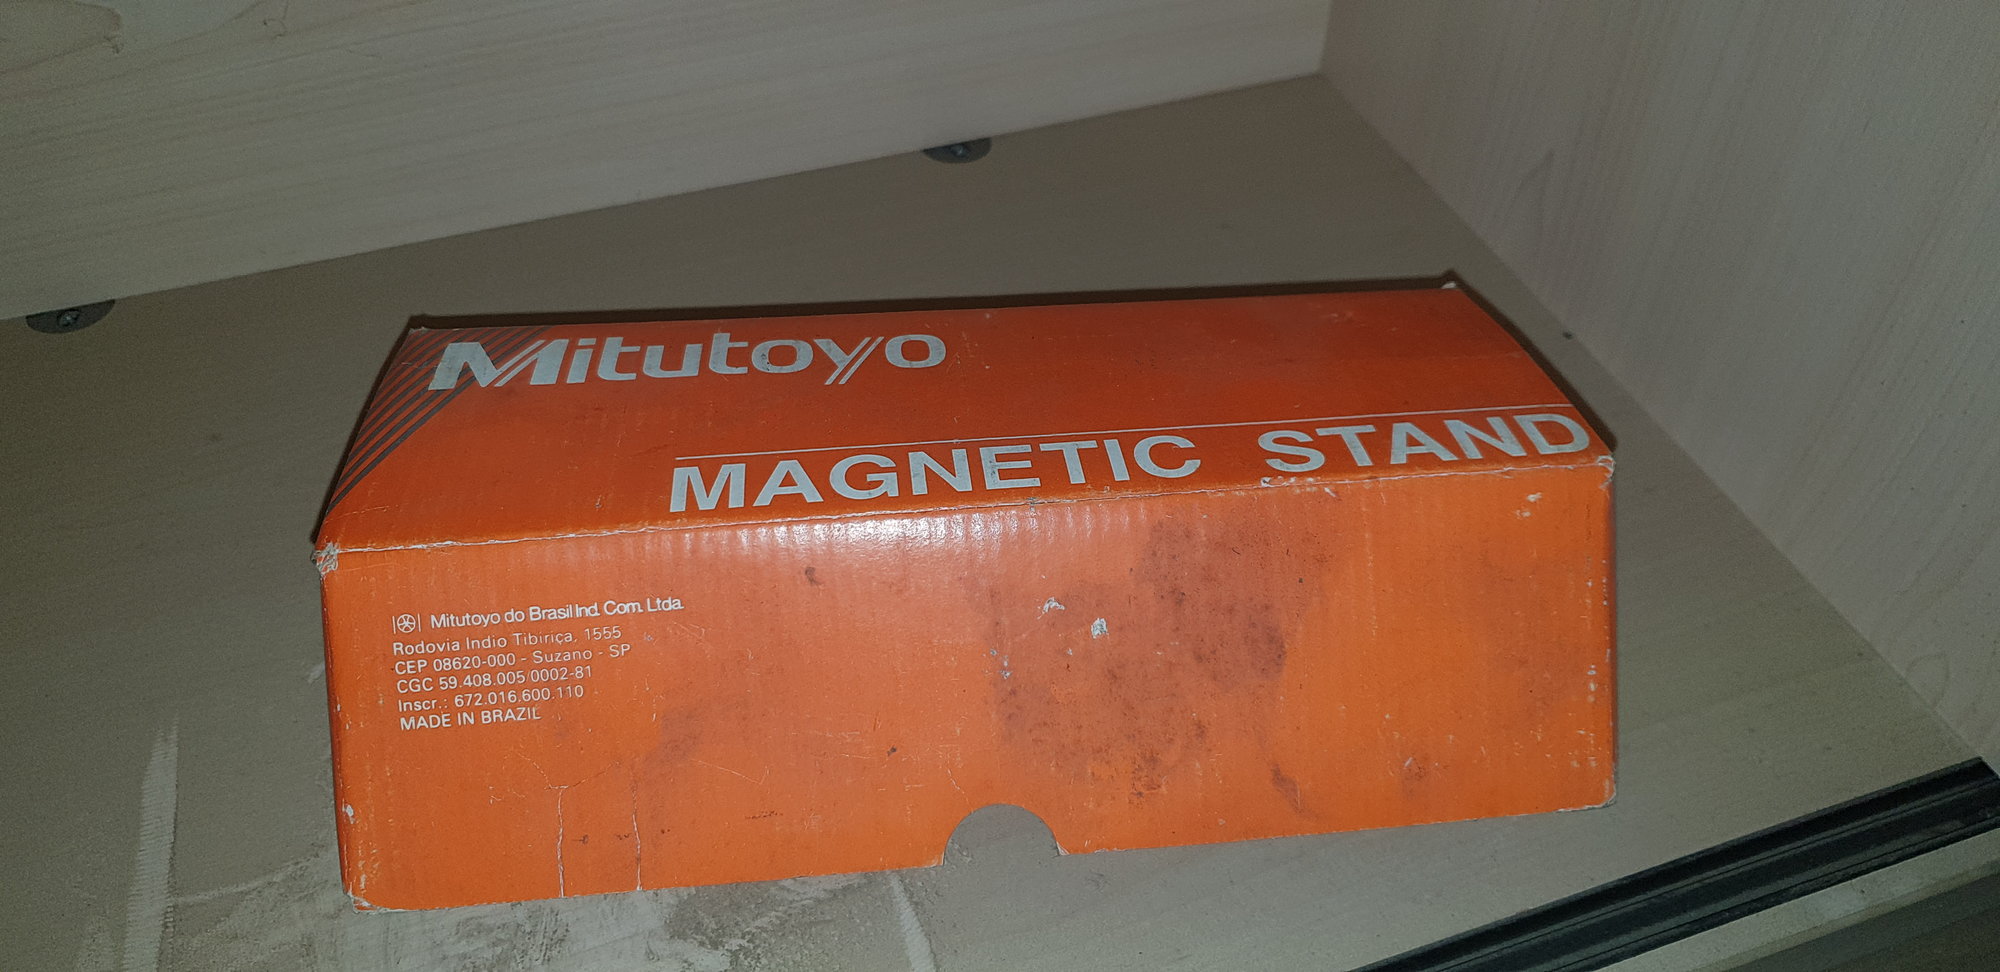 Mitutoyo
MAGNETIC STAND
Mitutoyo do Brasil Ind. Com. Ltda.
Rodovia Indio Tibiriça, 1555
CEP 08620-000 - Suzano - SP
CGC 59.408.005/0002-81
Inscr.: 672.016.600.110
MADE IN BRAZIL